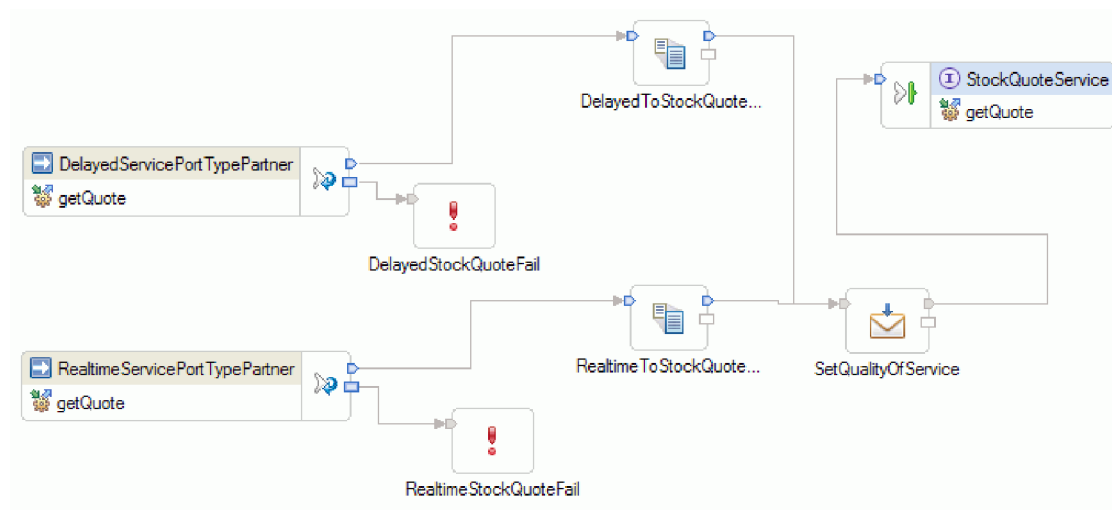 DelayedToStockQuote...
StockQuoteService
getQuote
DelayedServicePortTypePartner
getQuote
DelayedStockQuoteFail
RealtimeToStockQuote...
SetQualityOfService
RealtimeServicePortTypePartner
getQuote
RealtimeStockQuoteFail